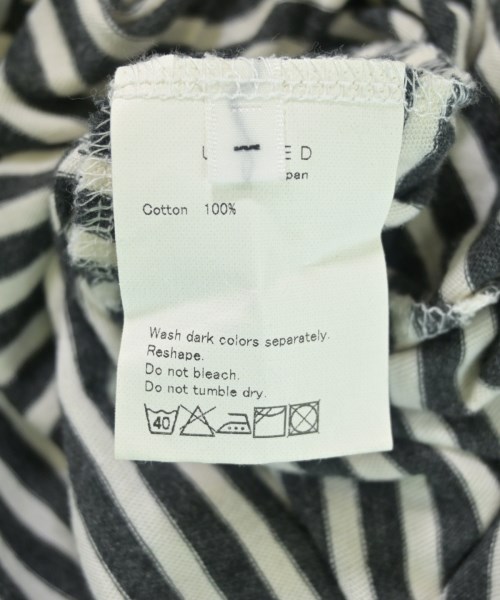 Cotton 100%
Wash dark colors separately.
Reshape.
Do not bleach.
Do not tumble dry.
40